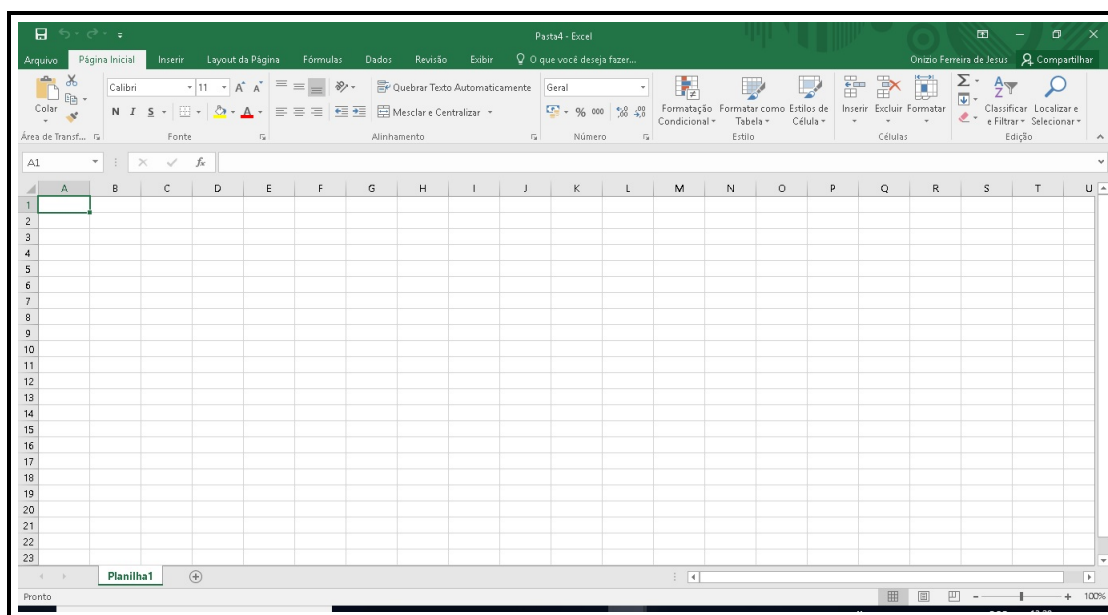 Pasta4 - Excel
Arquivo Página Inicial Inserir Layout da Página Fórmulas Dados Revisão Exibir O que você deseja fazer... Onizio Ferreira de Jesus Compartilhar
Colar Calibri 11 A A Quebrar Texto Automaticamente Geral
N I S A Mesclar e Centralizar % 000
Formatação Condicional
Formatar como Tabela
Estilos de Célula
Inserir Excluir Formatar
Classificar e Filtrar
Localizar e Selecionar
Área de Transf... Fonte Alinhamento Número Estilo Células Edição
A1 fx
A B C D E F G H I J K L M N O P Q R S T U
1
2
3
4
5
6
7
8
9
10
11
12
13
14
15
16
17
18
19
20
21
22
23
Planilha1
Pronto 100%